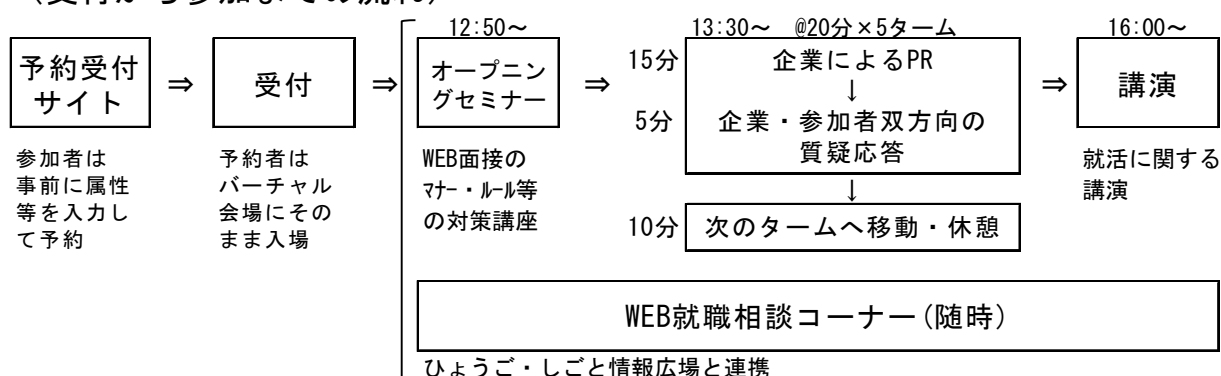 (受付から参加までの流れ)
12:50～
13:30～ @20分×5ターム
16:00～
予約受付
サイト
⇒
受付
⇒
オープニン
グセミナー
⇒
15分
企業によるPR
↓
5分
企業・参加者双方向の
質疑応答
⇒
講演
参加者は
事前に属性
等を入力し
て予約
予約者は
バーチャル
会場にその
まま入場
WEB面接の
ﾏﾅｰ・ﾙｰﾙ等
の対策講座
↓
10分
次のタームへ移動・休憩
就活に関する
講演
WEB就職相談コーナー(随時)
ひょうご・しごと情報広場と連携